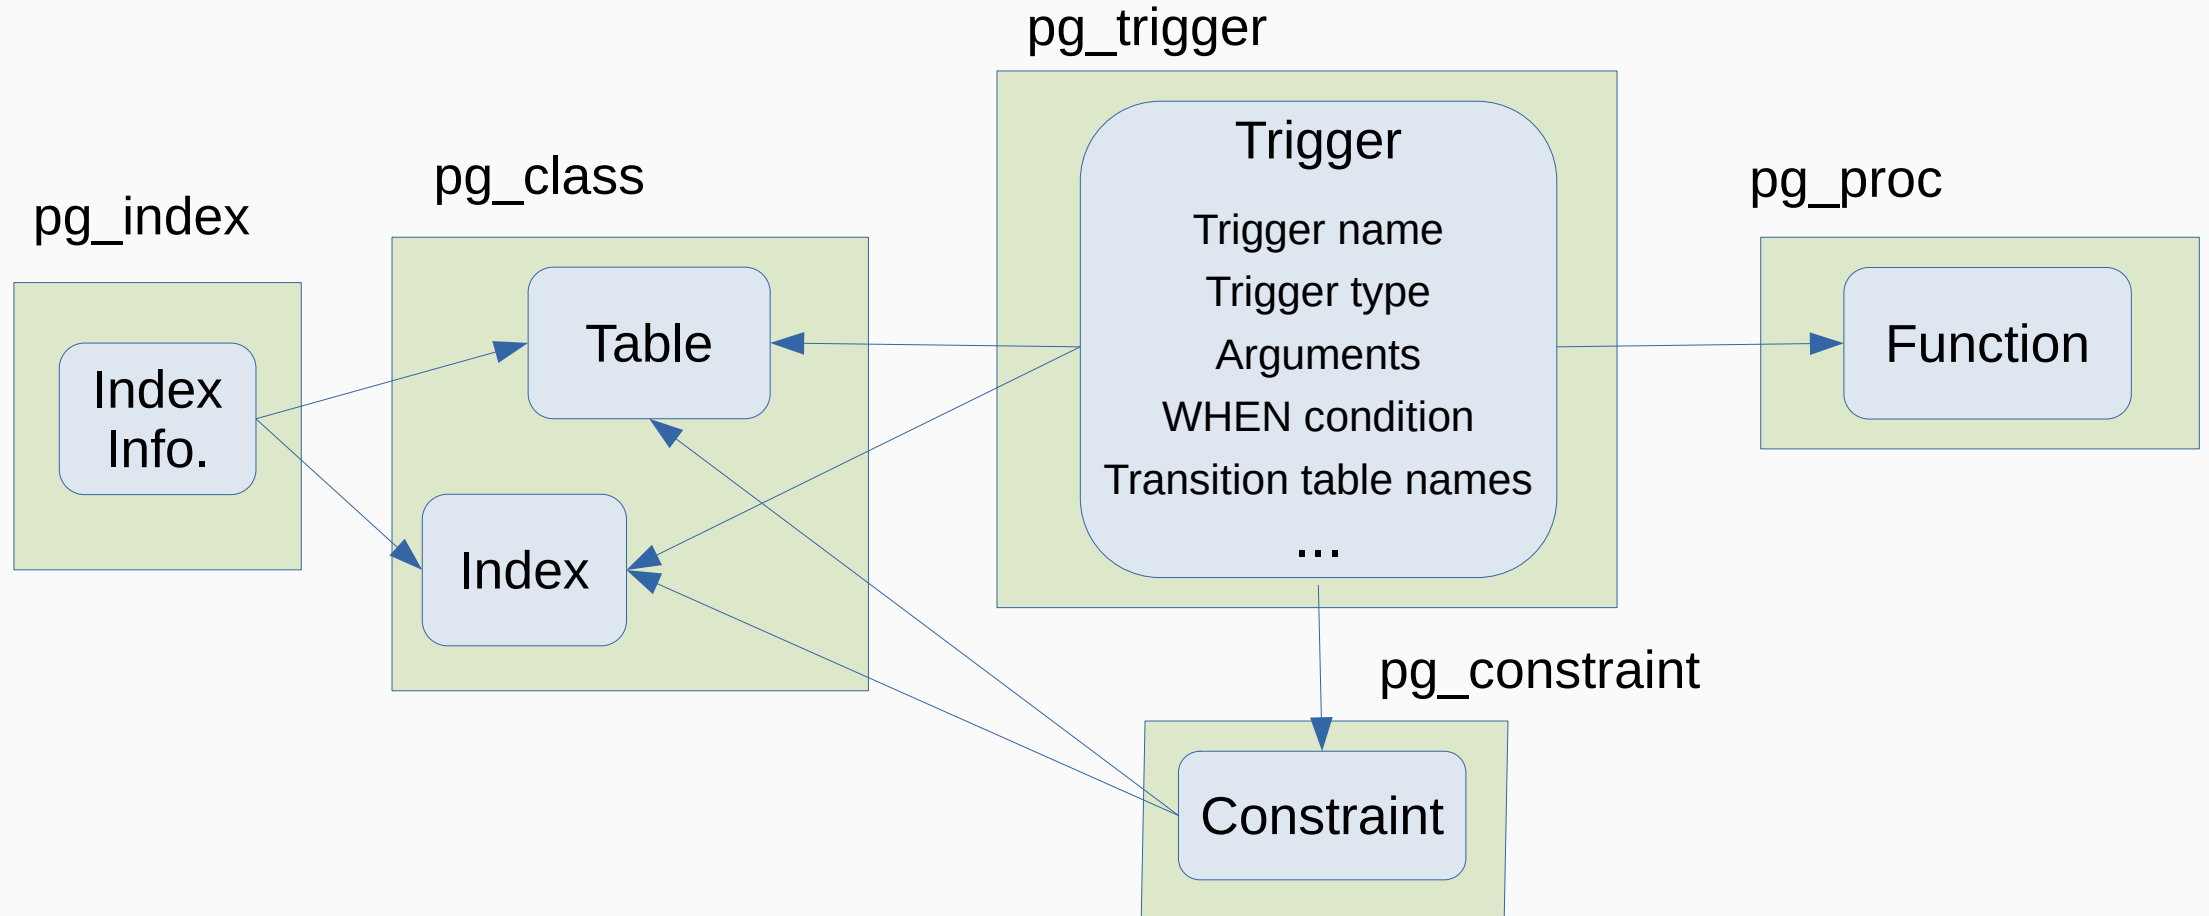 pg_trigger
pg_class
pg_index
pg_proc
Trigger
Trigger name
Trigger type
Arguments
WHEN condition
Transition table names
...
Table
Index
Info.
Index
Function
pg_constraint
Constraint